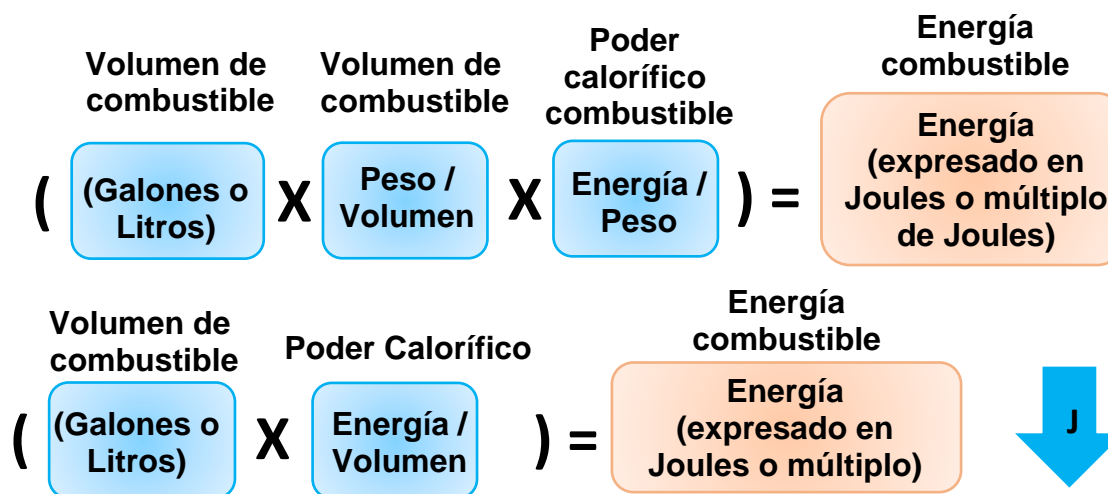 Volumen de
combustible
Volumen de
combustible
Poder
calorífico
combustible
Energía
combustible
(
(Galones o
Litros)
X
Peso /
Volumen
X
Energía /
Peso
) =
Energía
(expresado en
Joules o múltiplo
de Joules)
Volumen de
combustible
Poder Calorífico
Energía
combustible
(
(Galones o
Litros)
X
Energía /
Volumen
) =
Energía
(expresado en
Joules o múltiplo)
J